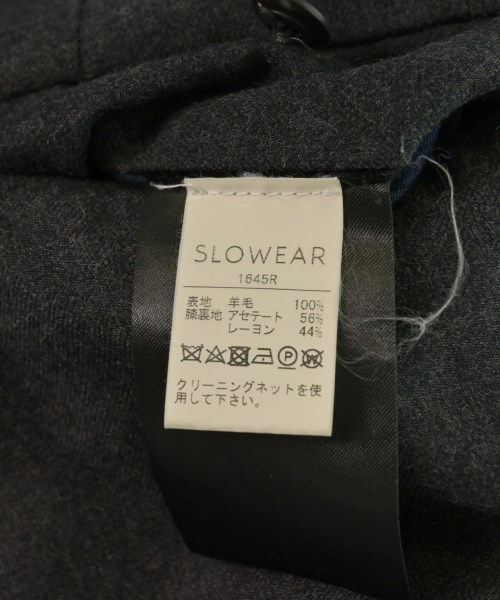 SLOWEAR
1645R
表地 羊毛 100%
膝裏地 アセテート 56%
レーヨン 44%
クリーニングネットを使
用して下さい。